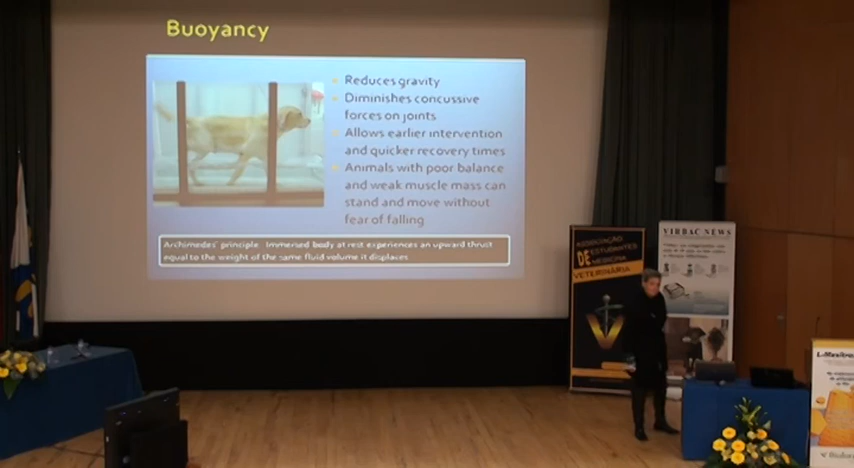 Buoyancy
Reduces gravity
Diminishes concussive
forces on joints
Allows earlier intervention
and quicker recovery times
Animals with poor balance
and weak muscle mass can
stand and move without
fear of falling
Archimedes' principle. Immersed body at rest experiences an upward thrust
equal to the weight of the same fluid volume it displaces
ASSOCIAÇÃO
DE ESTUDANTES
DE MEDICINA
VETERINÁRIA
VIRBAC NEWS